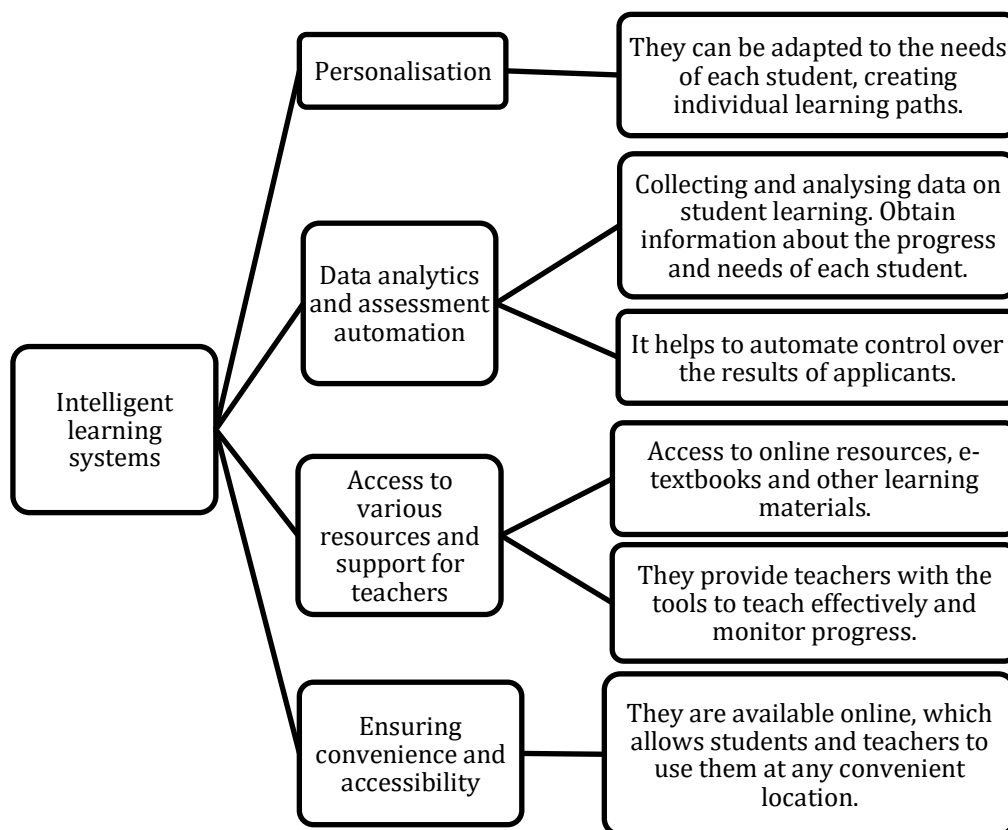 Intelligent
learning
systems
Personalisation
They can be adapted to the needs
of each student, creating
individual learning paths.
Data analytics
and assessment
automation
Collecting and analysing data on
student learning. Obtain
information about the progress
and needs of each student.
It helps to automate control over
the results of applicants.
Access to
various
resources and
support for
teachers
Access to online resources, e-
textbooks and other learning
materials.
They provide teachers with the
tools to teach effectively and
monitor progress.
Ensuring
convenience and
accessibility
They are available online, which
allows students and teachers to
use them at any convenient
location.